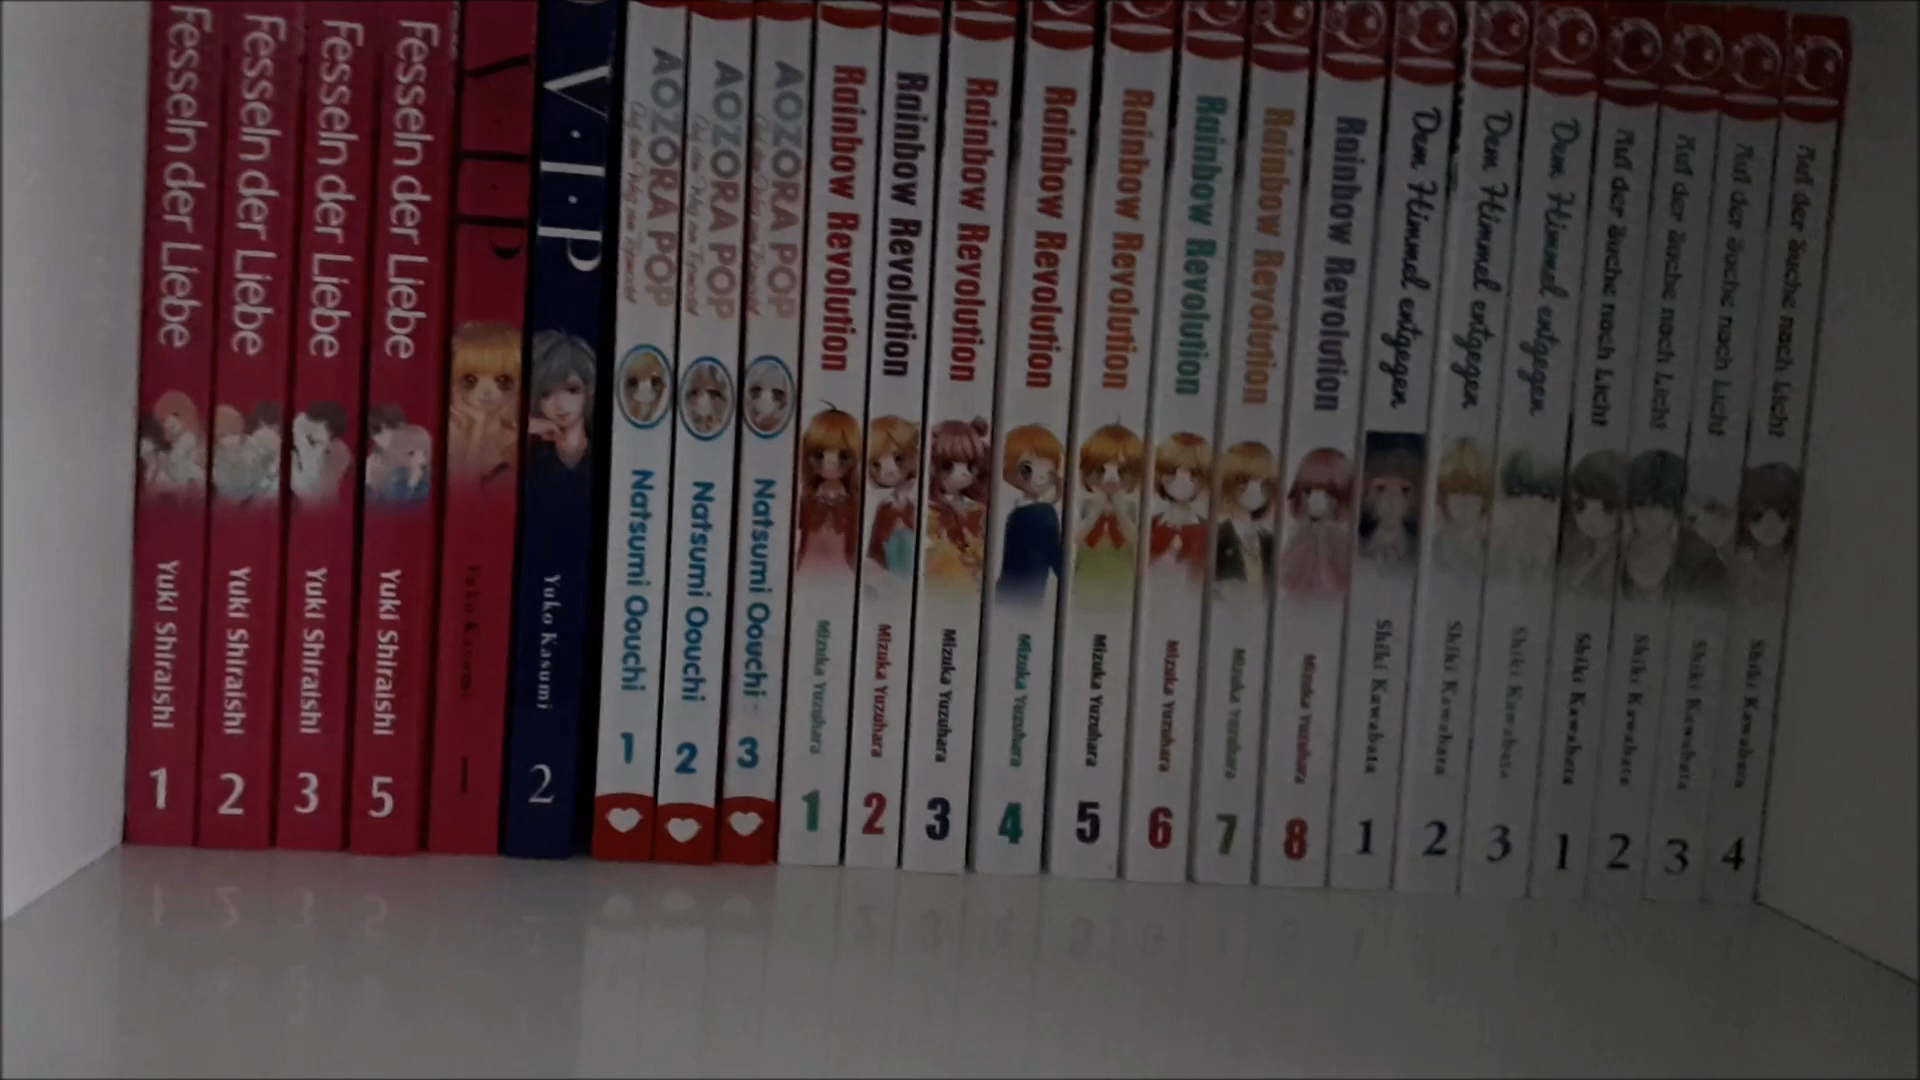 Fesseln der Liebe
Yuki Shiraishi
1
Fesseln der Liebe
Yuki Shiraishi
2
Fesseln der Liebe
Yuki Shiraishi
3
Fesseln der Liebe
Yuki Shiraishi
5
V.I.P
Yuko Kasumi
1
V.I.P
Yuko Kasumi
2
AOZORA POP
Natsumi Oouchi
1
AOZORA POP
Natsumi Oouchi
2
AOZORA POP
Natsumi Oouchi
3
Rainbow Revolution
Mizuka Yuzuhara
1
Rainbow Revolution
Mizuka Yuzuhara
2
Rainbow Revolution
Mizuka Yuzuhara
3
Rainbow Revolution
Mizuka Yuzuhara
4
Rainbow Revolution
Mizuka Yuzuhara
5
Rainbow Revolution
Mizuka Yuzuhara
6
Rainbow Revolution
Mizuka Yuzuhara
7
Rainbow Revolution
Mizuka Yuzuhara
8
Dem Himmel entgegen
Shiki Kawabata
1
Dem Himmel entgegen
Shiki Kawabata
2
Dem Himmel entgegen
Shiki Kawabata
3
Auf der Suche nach Licht
Shiki Kawabata
1
Auf der Suche nach Licht
Shiki Kawabata
2
Auf der Suche nach Licht
Shiki Kawabata
3
Auf der Suche nach Licht
Shiki Kawabata
4